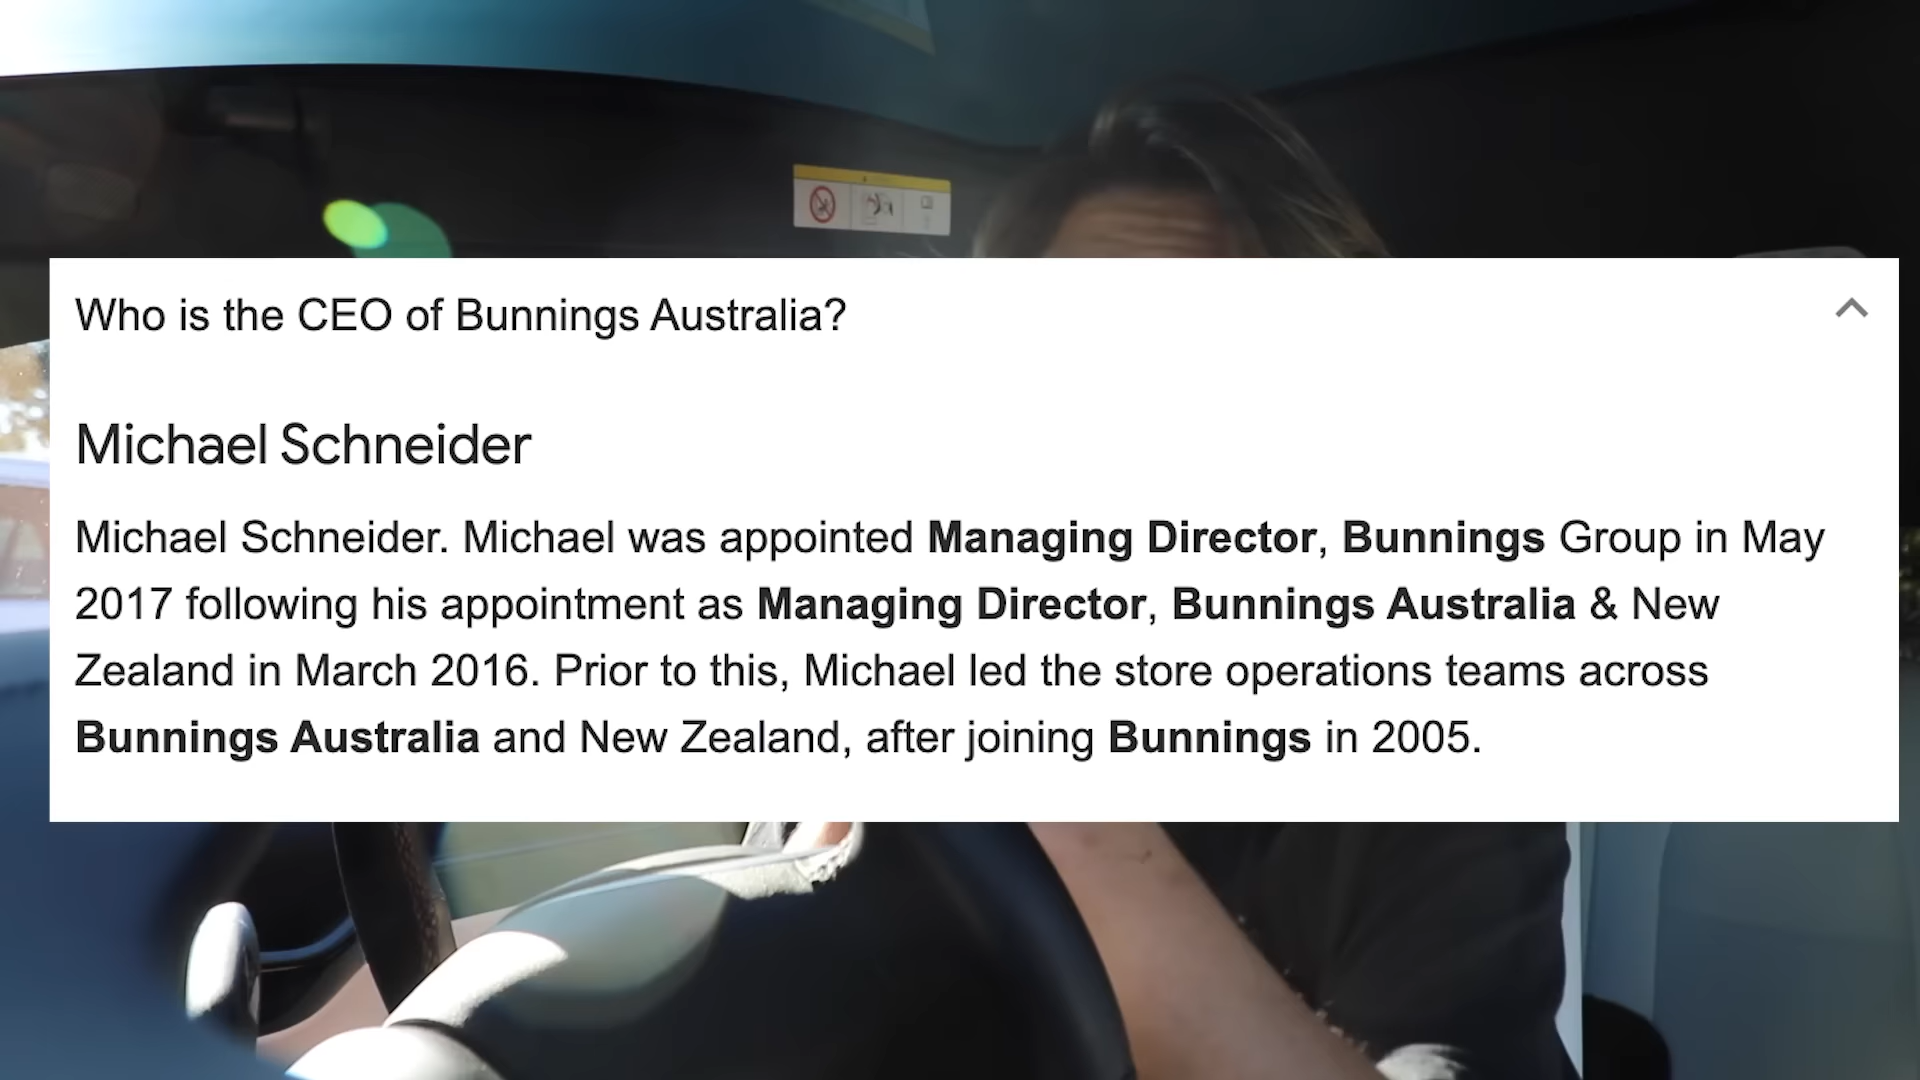 Who is the CEO of Bunnings Australia?
Michael Schneider
Michael Schneider. Michael was appointed Managing Director, Bunnings Group in May
2017 following his appointment as Managing Director, Bunnings Australia & New
Zealand in March 2016. Prior to this, Michael led the store operations teams across
Bunnings Australia and New Zealand, after joining Bunnings in 2005.